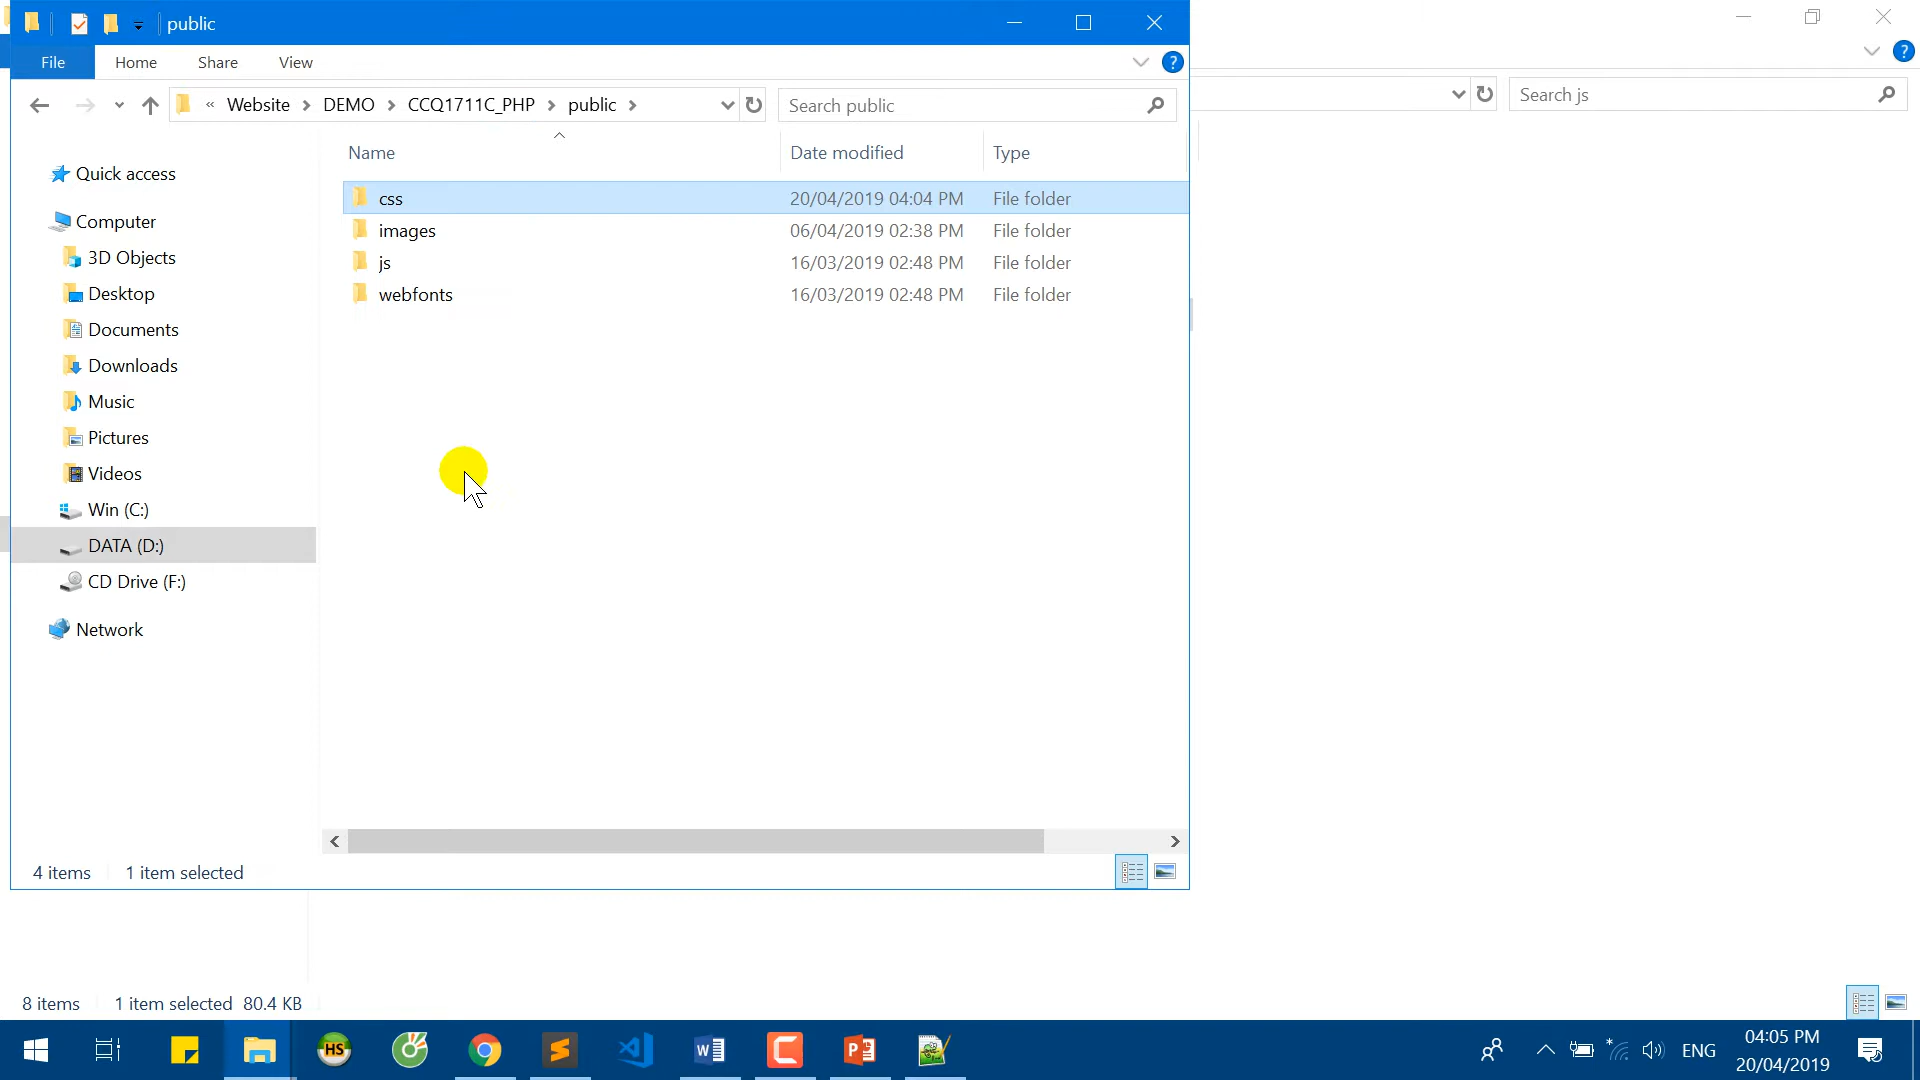 public
File Home Share View
?
?
« Website DEMO CCQ1711C_PHP public
Search public
Search js
Name Date modified Type
css 20/04/2019 04:04 PM File folder
images 06/04/2019 02:38 PM File folder
js 16/03/2019 02:48 PM File folder
webfonts 16/03/2019 02:48 PM File folder
Quick access
Computer
3D Objects
Desktop
Documents
Downloads
Music
Pictures
Videos
Win (C:)
DATA (D:)
CD Drive (F:)
Network
4 items 1 item selected
8 items 1 item selected 80.4 KB
HS
ENG
04:05 PM
20/04/2019